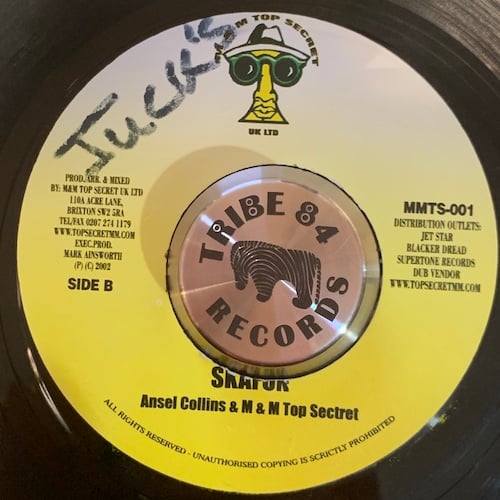 Juck's
M & M TOP SECRET
UK LTD
PROD. ARR. & MIXED
BY: M&M TOP SECRET UK LTD
110A ACRE LANE,
BRIXTON SW2 5RA
TEL/FAX 0207 274 1179
WWW.TOPSECRETMM.COM
EXEC.PROD.
MARK AINSWORTH
(P) (C) 2002
SIDE B
MMTS-001
DISTRIBUTION OUTLETS:
JET STAR
BLACKER DREAD
SUPERTONE RECORDS
DUB VENDOR
WWW.TOPSECRETMM.COM
TRIBE 84
RECORDS
Ansel Collins & M & M Top Sectret
ALL RIGHTS RESERVED - UNAUTHORISED COPYING IS SCRICTLY PROHIBITED